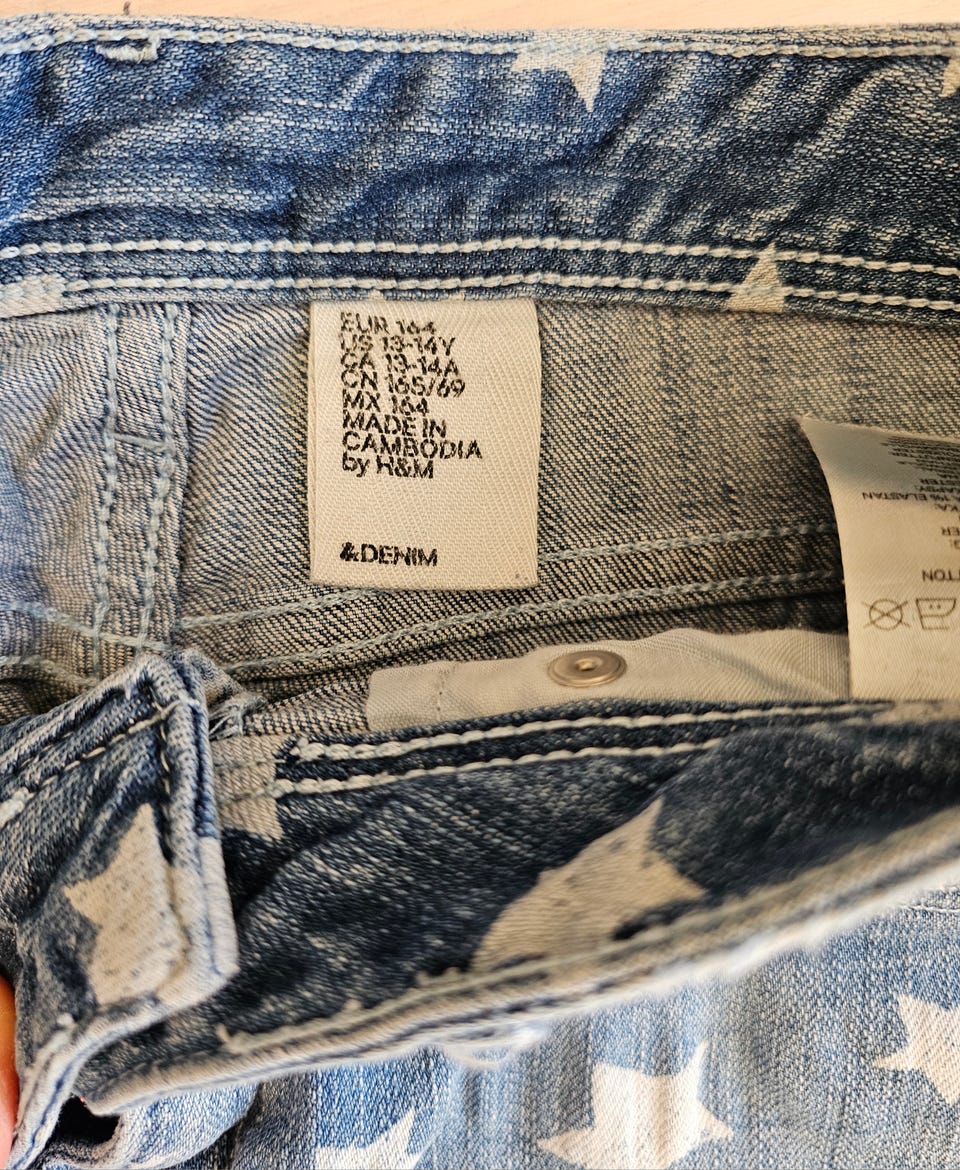 EUR 164
US 13-14Y
CA 13-14A
CN 165/69
MX 164
MADE IN
CAMBODIA
by H&M
&DENIM
1% ELASTAN